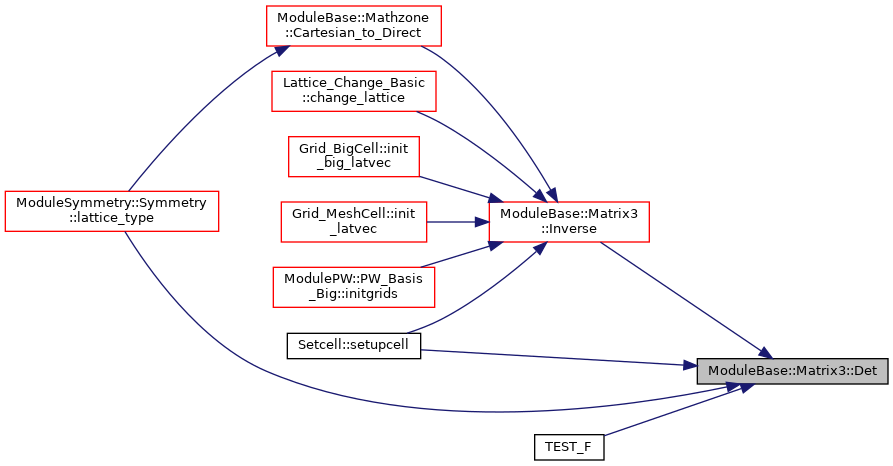 ModuleBase::Mathzone
::Cartesian_to_Direct
Lattice_Change_Basic
::change_lattice
Grid_BigCell::init
_big_latvec
ModuleSymmetry::Symmetry
::lattice_type
Grid_MeshCell::init
_latvec
ModuleBase::Matrix3
::Inverse
ModulePW::PW_Basis
_Big::initgrids
Setcell::setupcell
ModuleBase::Matrix3::Det
TEST_F